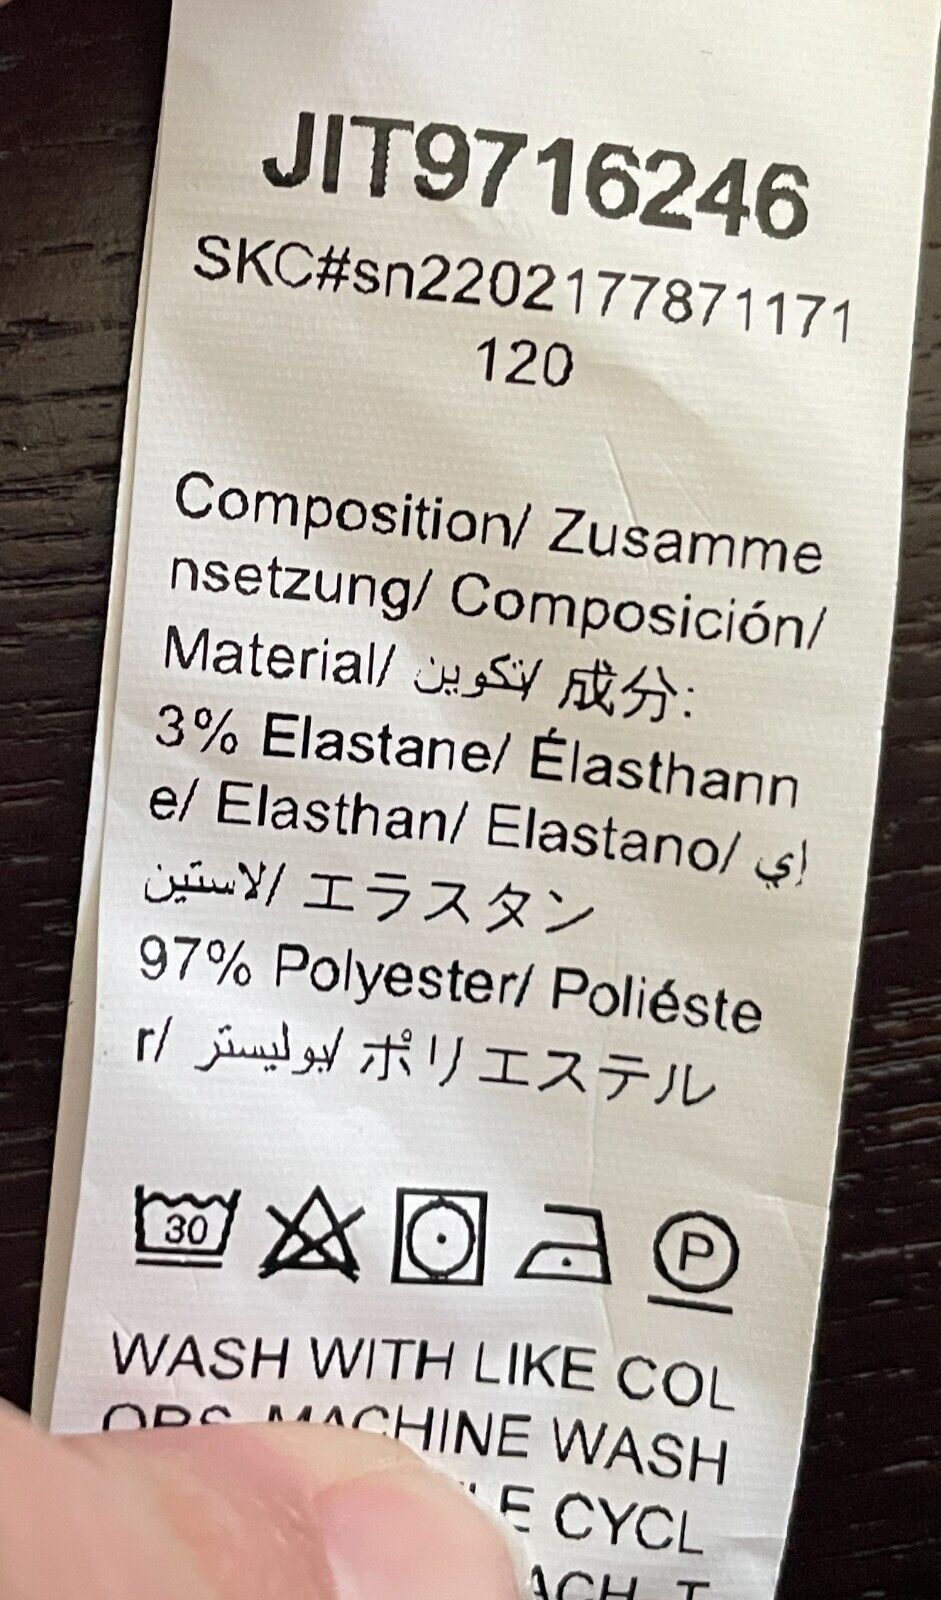 JIT9716246
SKC#sn2202177871171
120
Composition/ Zusamme
nsetzung/ Composición/
Material/ تكوين/ 成分:
3% Elastane/ Élasthann
e/ Elasthan/ Elastano/ إي
لاستين/ エラスタン
97% Polyester/ Poliéste
r/ بوليستر/ ポリエステル
30
P
WASH WITH LIKE COL
ORS, MACHINE WASH
CYCL